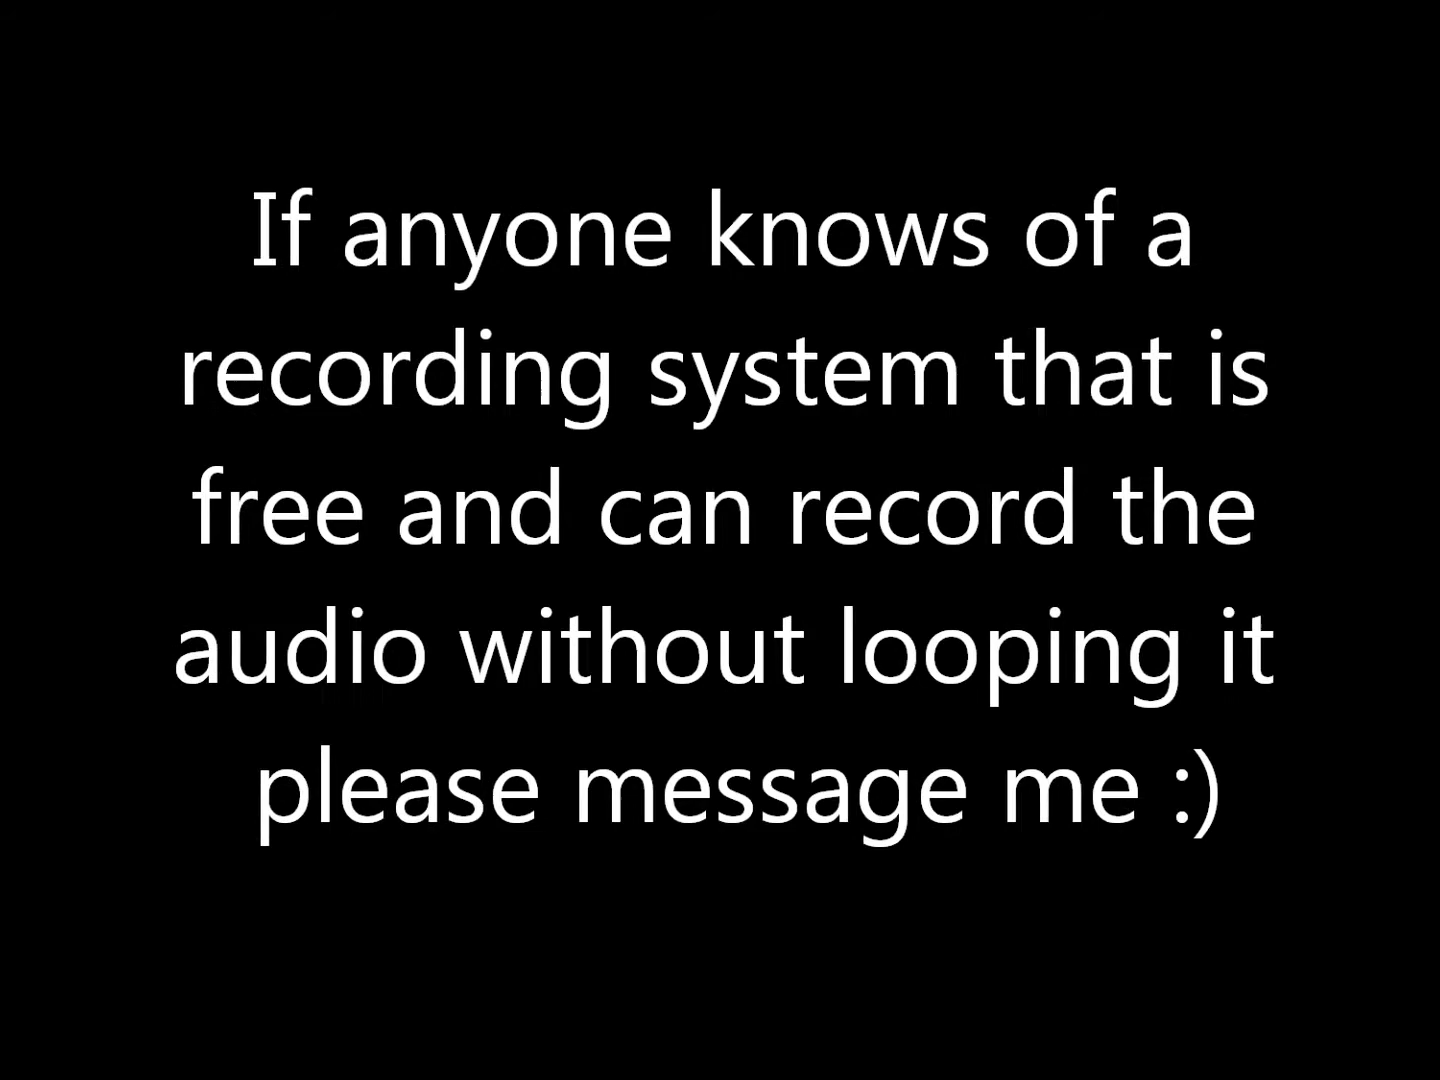 If anyone knows of a
recording system that is
free and can record the
audio without looping it
please message me :)